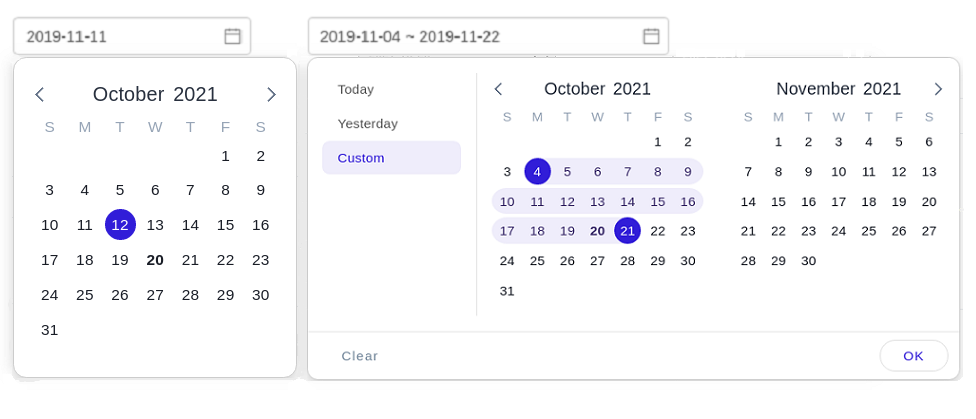 2019-11-11
October 2021
S M T W T F S
1 2
3 4 5 6 7 8 9
10 11 12 13 14 15 16
17 18 19 20 21 22 23
24 25 26 27 28 29 30
31
2019-11-04 ~ 2019-11-22
Today
Yesterday
Custom
October 2021
S M T W T F S
1 2
3 4 5 6 7 8 9
10 11 12 13 14 15 16
17 18 19 20 21 22 23
24 25 26 27 28 29 30
31
November 2021
S M T W T F S
1 2 3 4 5 6
7 8 9 10 11 12 13
14 15 16 17 18 19 20
21 22 23 24 25 26 27
28 29 30
Clear
OK